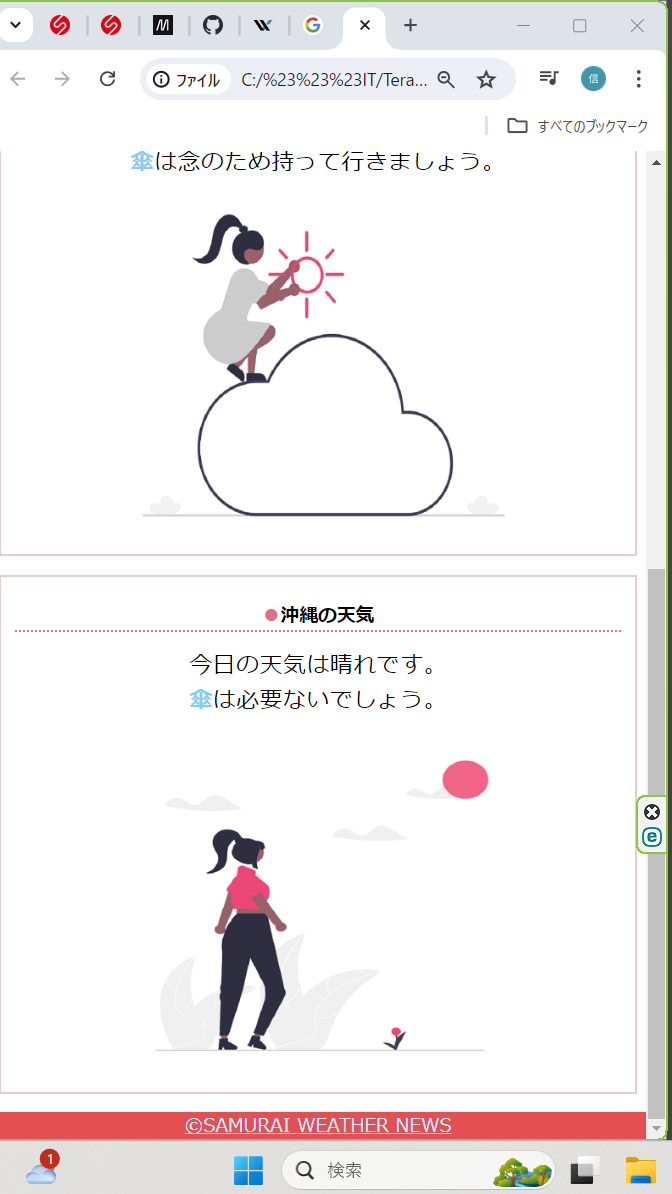 ファイル
C:/%23%23%23IT/Tera...
信
すべてのブックマーク
傘は念のため持って行きましょう。
沖縄の天気
今日の天気は晴れです。
傘は必要ないでしょう。
©SAMURAI WEATHER NEWS
1
検索